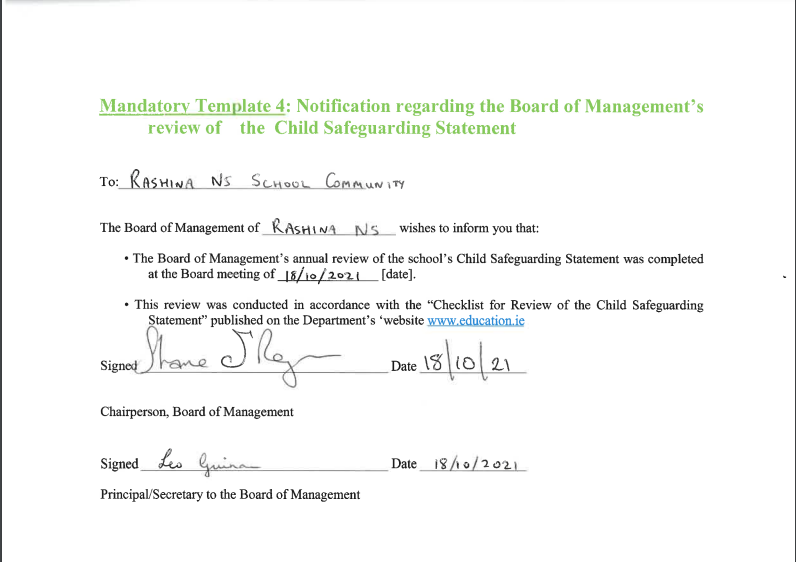 Mandatory Template 4: Notification regarding the Board of Management's
review of the Child Safeguarding Statement
To: RASHINA NS SCHOOL COMMUNITY
The Board of Management of RASHINA NS wishes to inform you that:
• The Board of Management's annual review of the school's Child Safeguarding Statement was completed
at the Board meeting of 18/10/2021 [date].
• This review was conducted in accordance with the “Checklist for Review of the Child Safeguarding
Statement” published on the Department's ‘website www.education.ie
Signed Shane Date 18/10/21
Chairperson, Board of Management
Signed Leo Guinan Date 18/10/2021
Principal/Secretary to the Board of Management